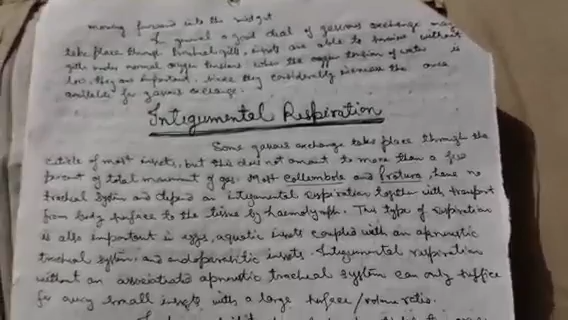 moving forward into the midgut
In general a good deal of gaseous exchange may
take place through tracheal gills, insects are able to survive without
gills under normal oxygen tensions when the oxygen tension of water is
low, they are important, since they considerably increase the area
available for gaseous exchange.
Integumental Respiration
Some gaseous exchange take place through the
cuticle of most insects, but this does not amount to more than a few
percent of total movement of gas. Most collembola and Protura, have no
tracheal system and depend on integumental respiration together with transport
from body surface to the tissue by haemolymph. This type of respiration
is also important in eggs, aquatic insects coupled with an apneustic
tracheal system, and endoparasitic insects. Integumental respiration
without an associated apneustic tracheal system can only suffice
for very small insects with a large surface/volume ratio.